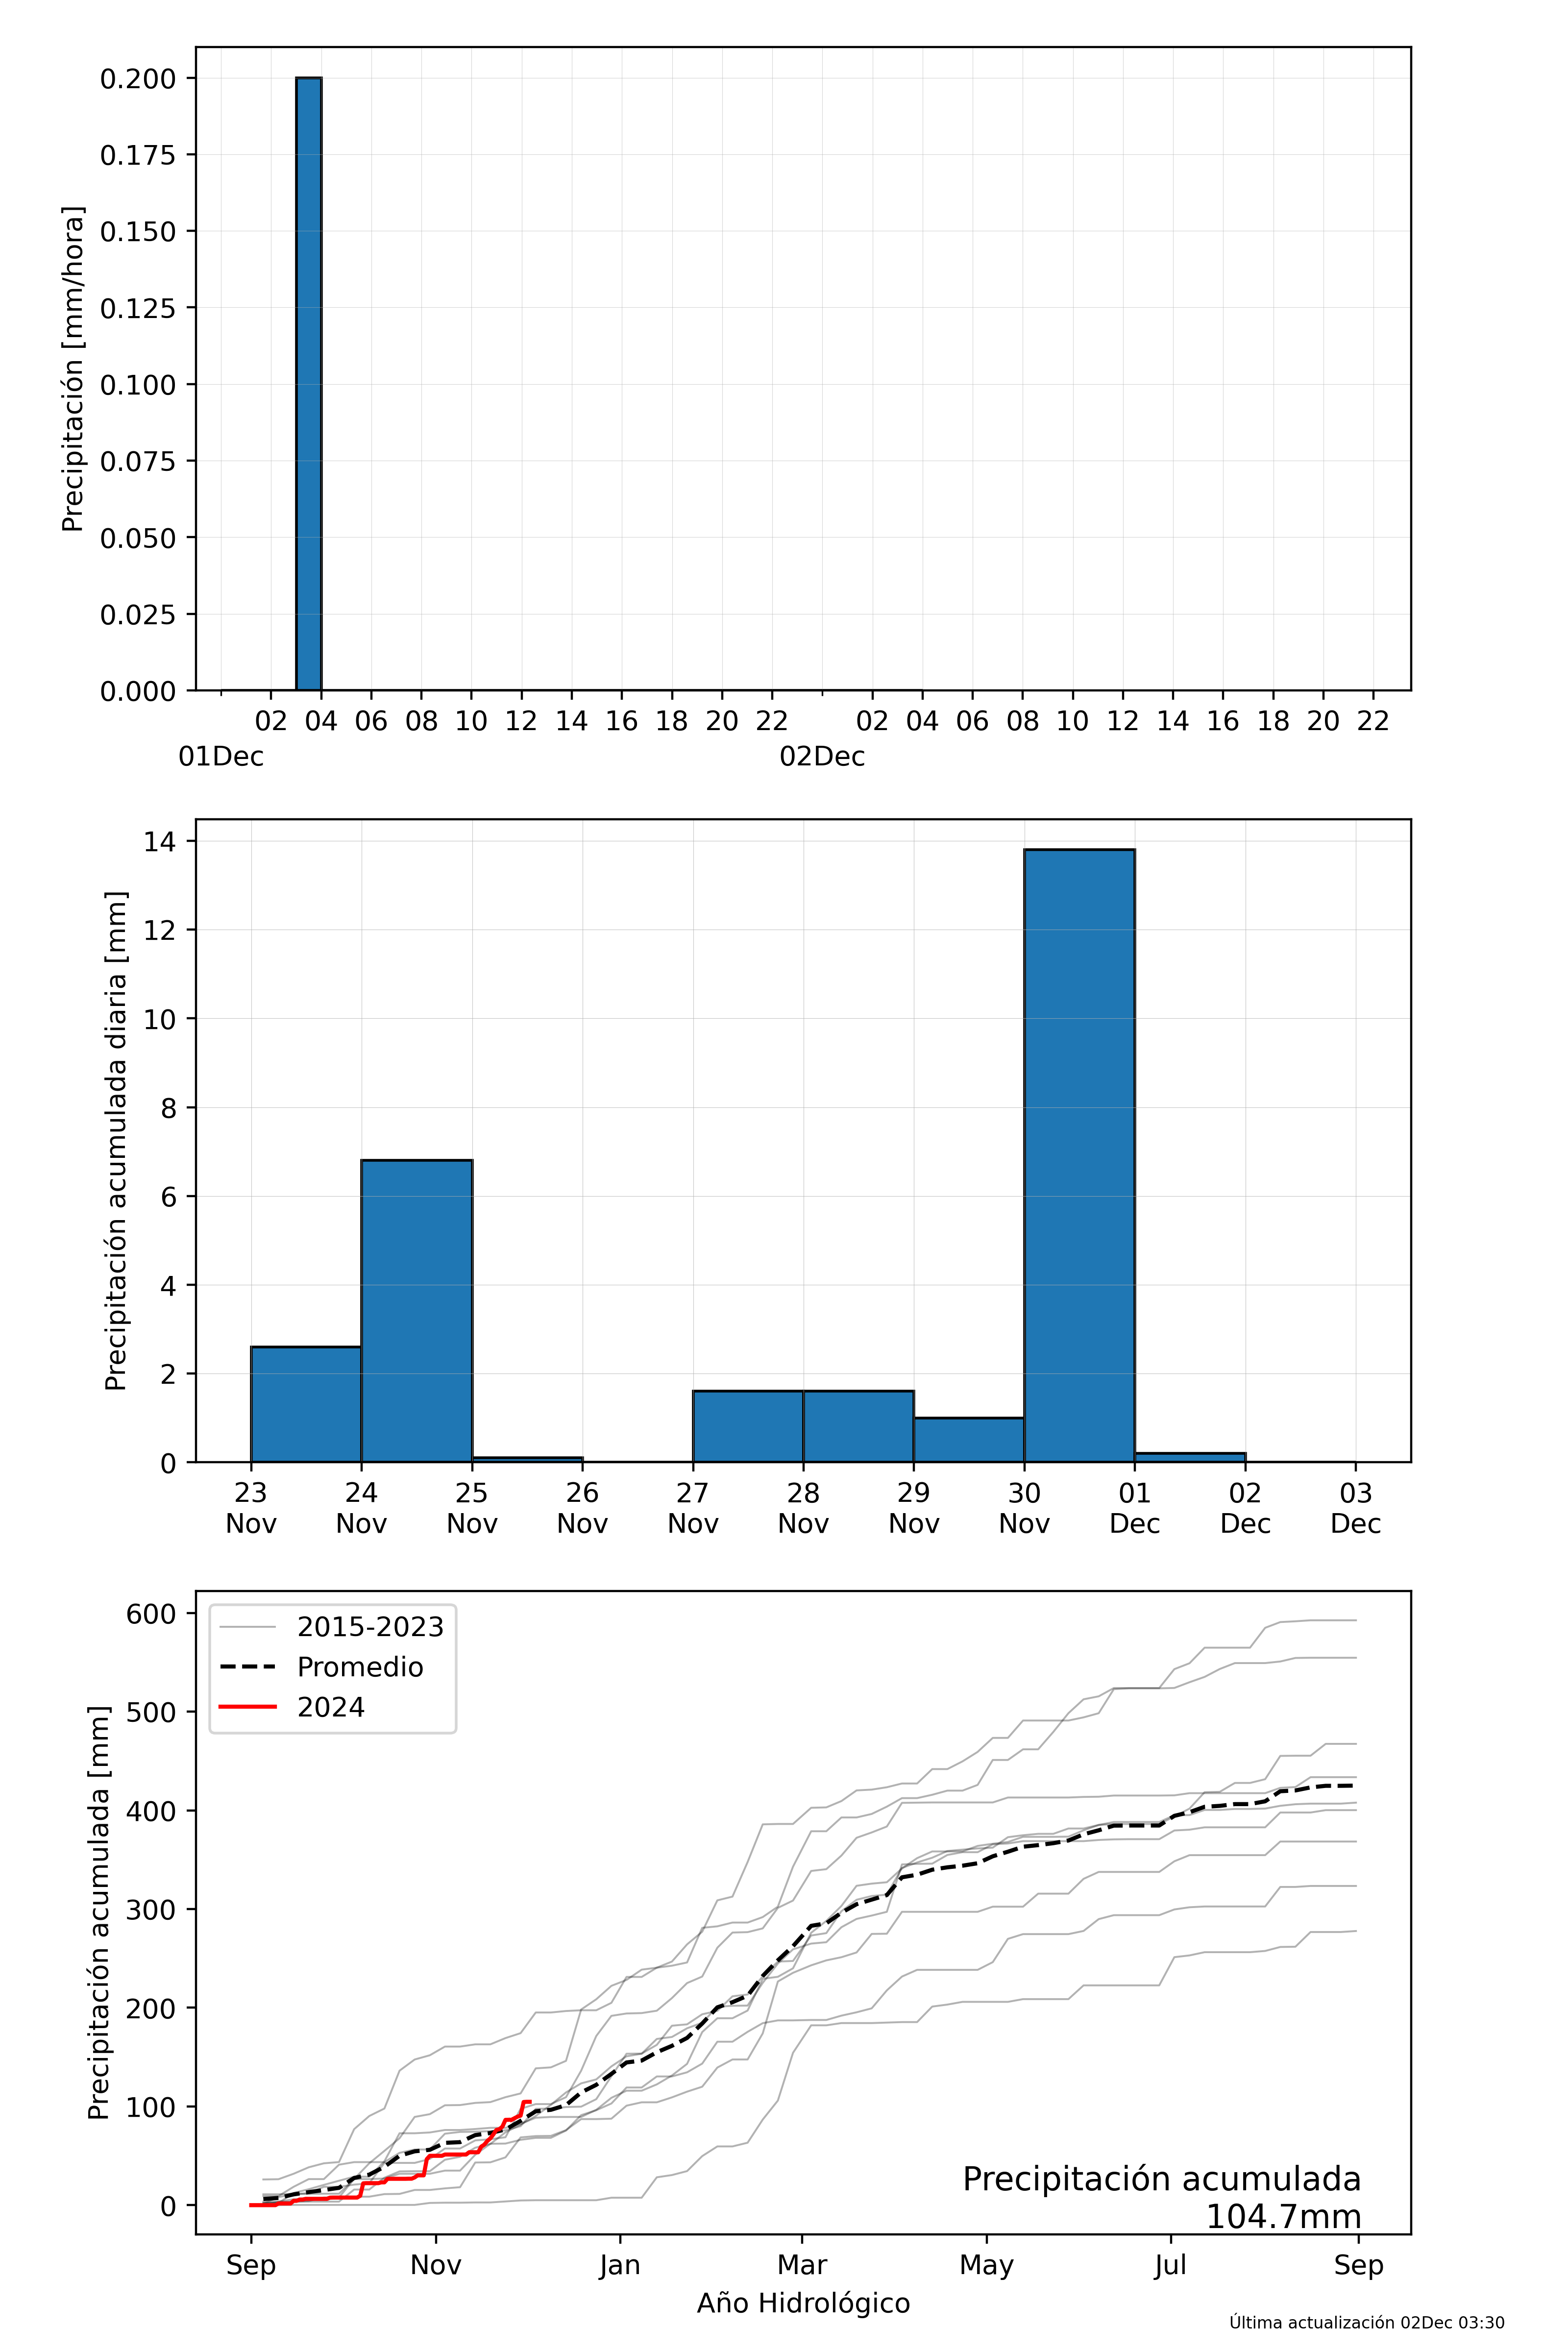 Precipitación [mm/hora]
0.200
0.175
0.150
0.125
0.100
0.075
0.050
0.025
0.000
02 04 06 08 10 12 14 16 18 20 22 02 04 06 08 10 12 14 16 18 20 22
01Dec 02Dec
Precipitación acumulada diaria [mm]
14
12
10
8
6
4
2
0
23 24 25 26 27 28 29 30 01 02 03
Nov Nov Nov Nov Nov Nov Nov Nov Dec Dec Dec
Precipitación acumulada [mm]
600
500
400
300
200
100
0
2015-2023
Promedio
2024
Precipitación acumulada
104.7mm
Sep Nov Jan Mar May Jul Sep
Año Hidrológico
Última actualización 02Dec 03:30